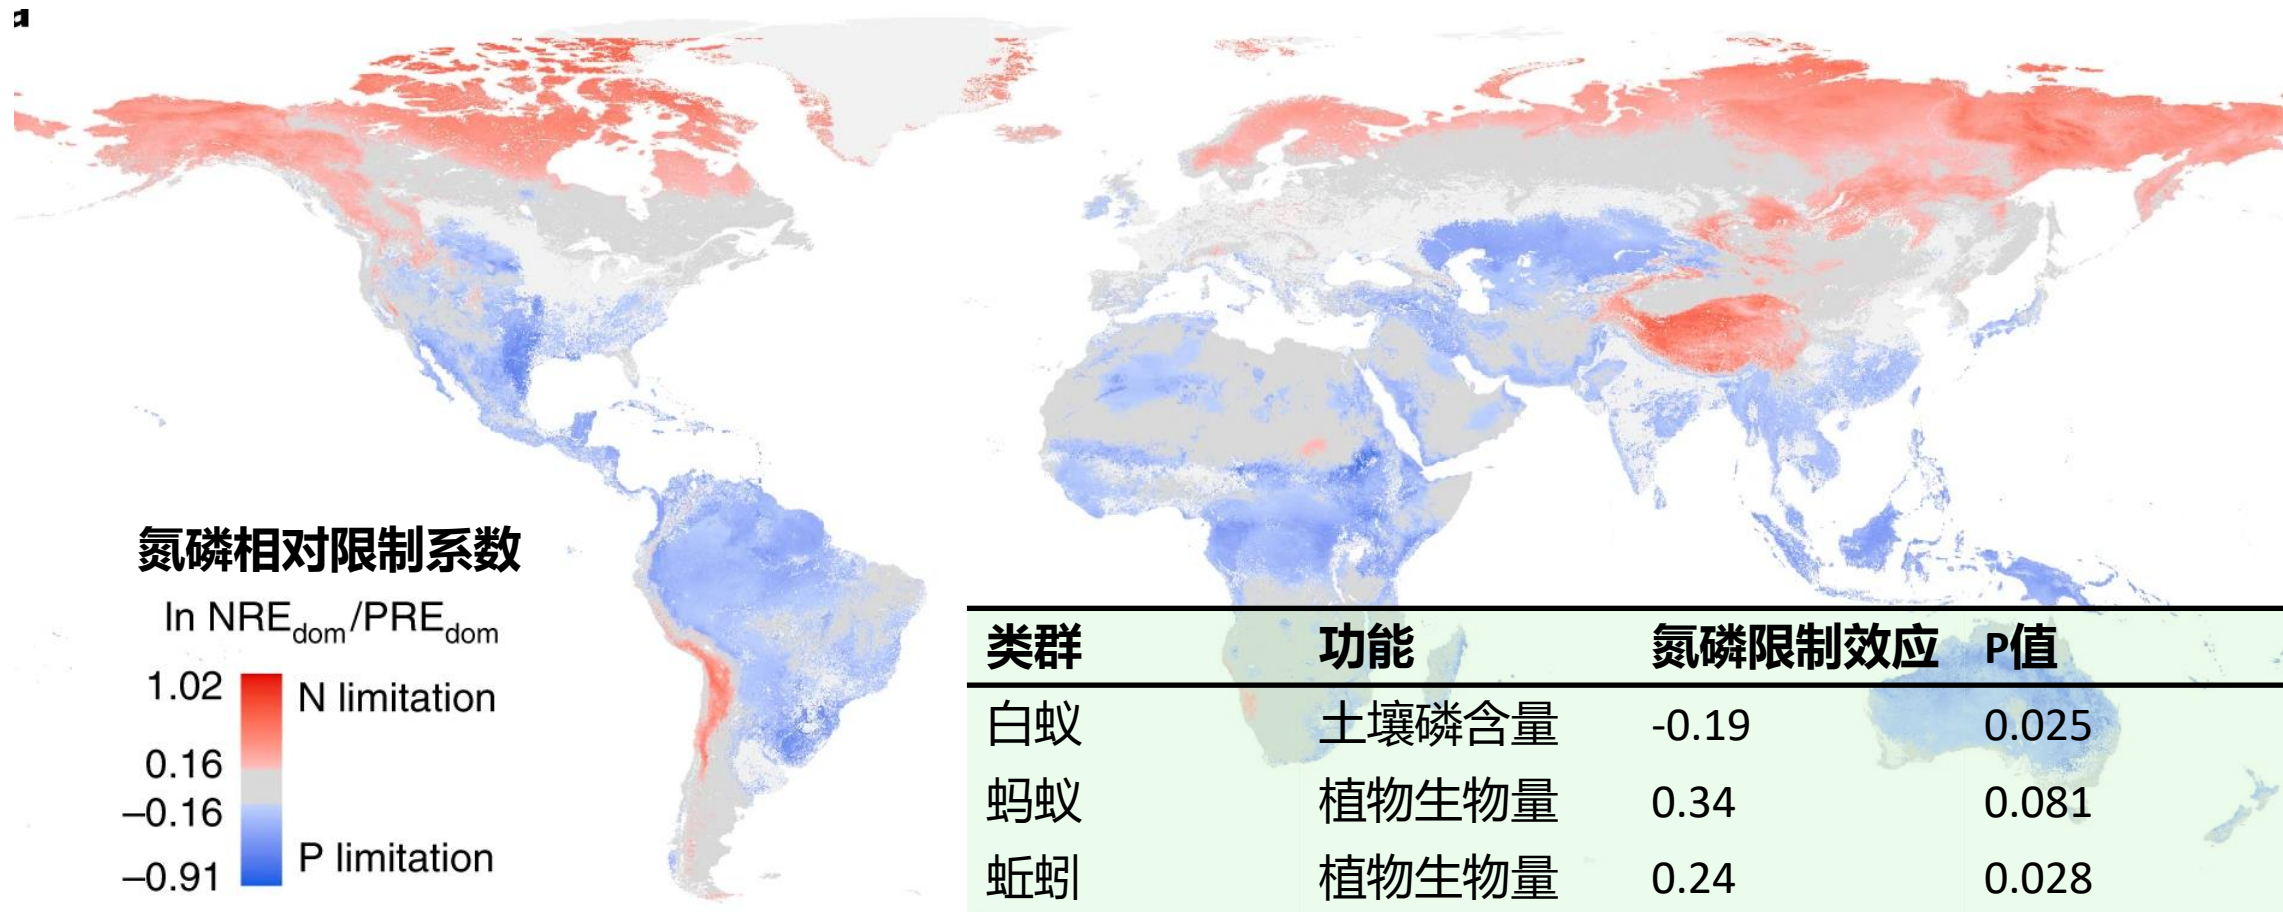 氮磷相对限制系数
ln NREdom/PREdom
1.02
N limitation
0.16
–0.16
P limitation
–0.91
类群 功能 氮磷限制效应 P值
白蚁 土壤磷含量 -0.19 0.025
蚂蚁 植物生物量 0.34 0.081
蚯蚓 植物生物量 0.24 0.028